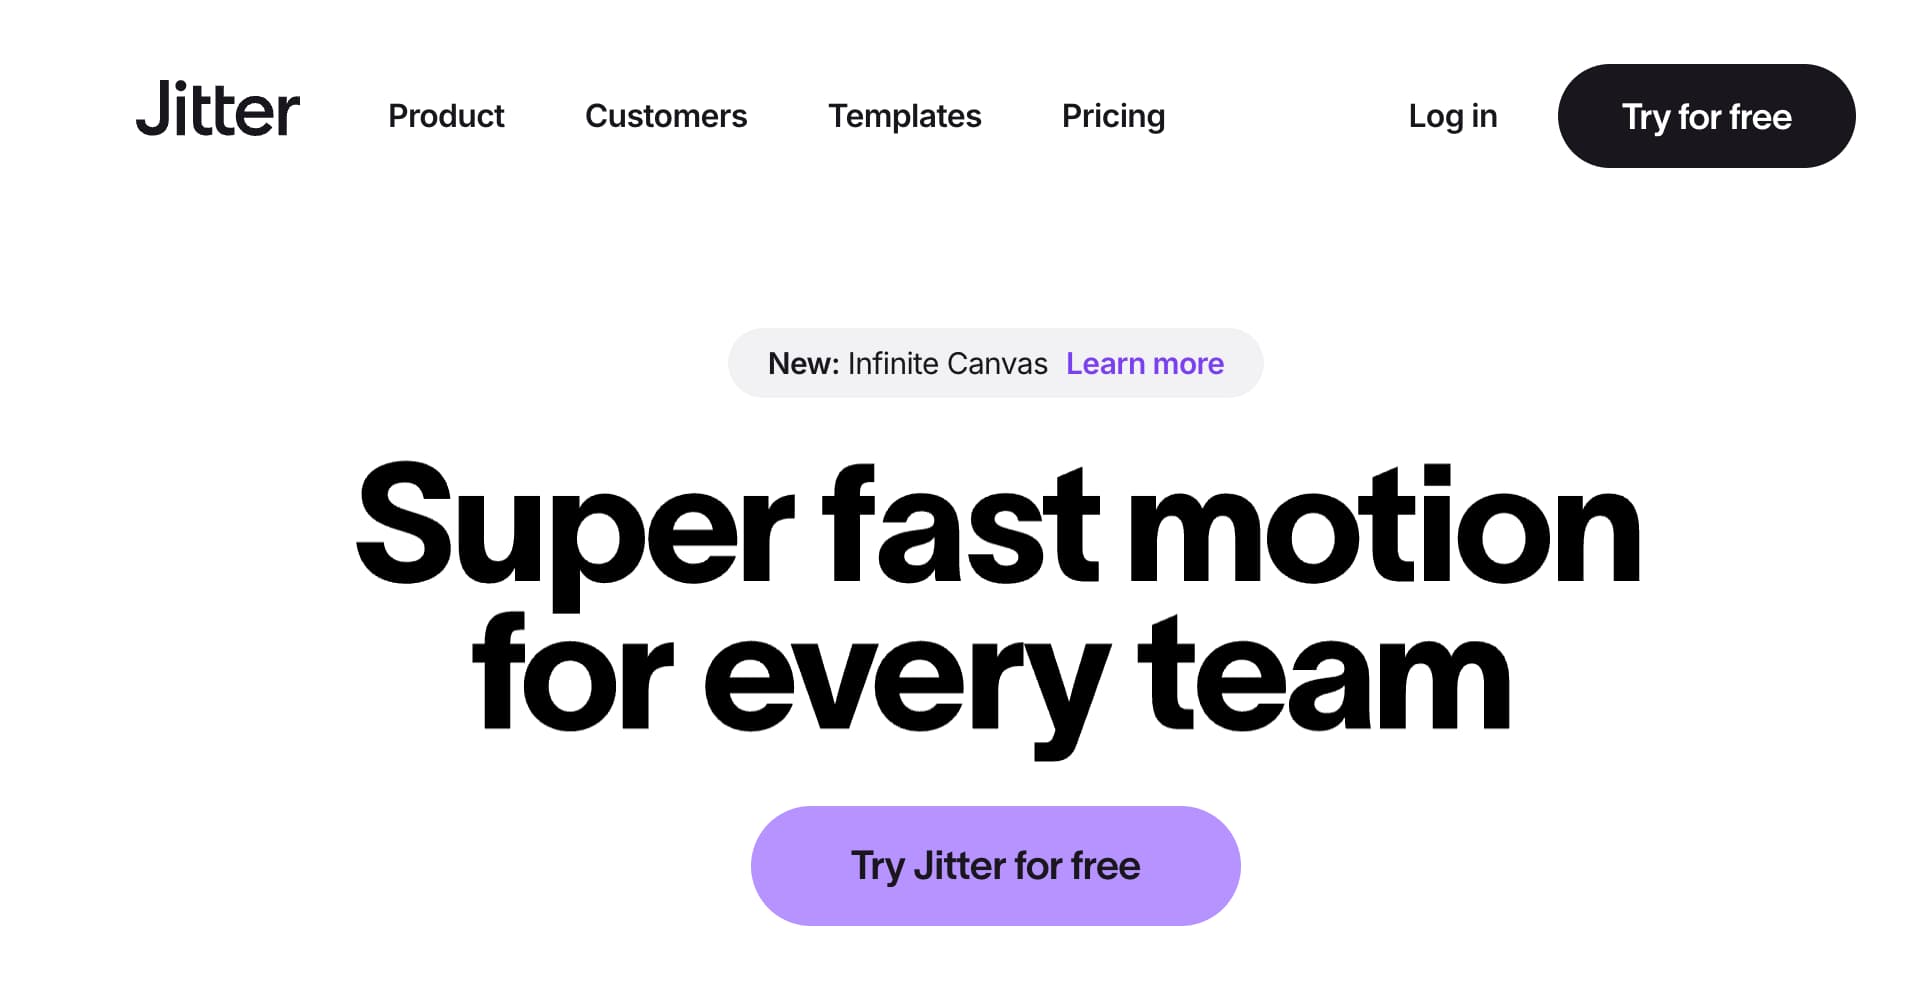 Jitter Product Customers Templates Pricing Log in Try for free
New: Infinite Canvas Learn more
Super fast motion
for every team
Try Jitter for free